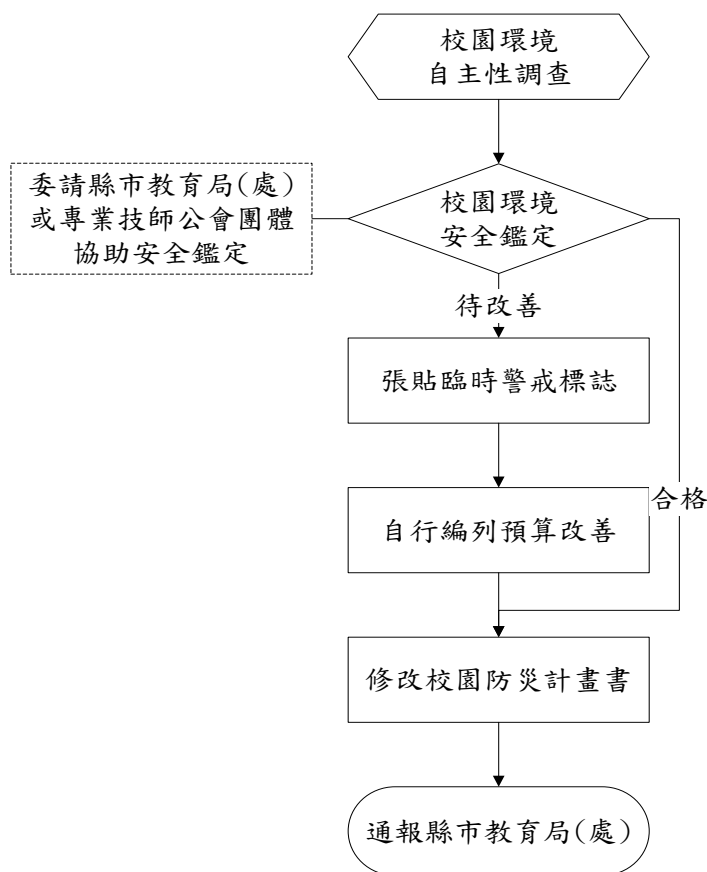 校園環境
自主性調查
委請縣市教育局(處)
或專業技師公會團體
協助安全鑑定
校園環境
安全鑑定
待改善
張貼臨時警戒標誌
合格
自行編列預算改善
修改校園防災計畫書
通報縣市教育局(處)